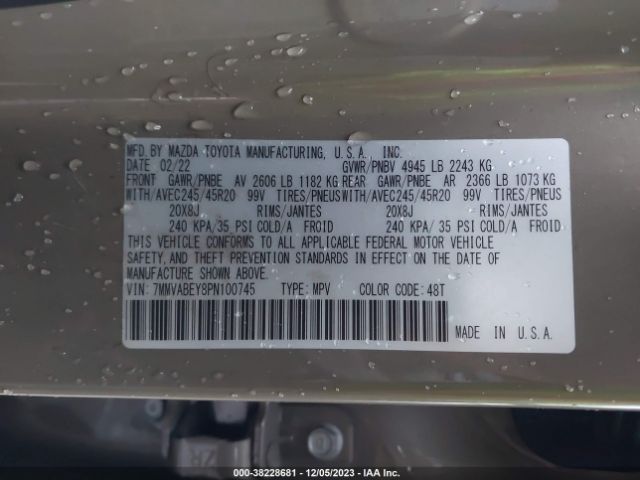 MFD. BY MAZDA TOYOTA MANUFACTURING, U.S.A., INC.
DATE 02/22 GVWR/PNBV 4945 LB 2243 KG
FRONT GAWR/PNBE AV 2606 LB 1182 KG REAR GAWR/PNBE AR 2366 LB 1073 KG
WITH/AVEC245/45R20 99V TIRES/PNEUSWITH/AVEC245/45R20 99V TIRES/PNEUS
20X8J RIMS/JANTES 20X8J RIMS/JANTES
240 KPA/ 35 PSI COLD/A FROID 240 KPA/ 35 PSI COLD/A FROID
THIS VEHICLE CONFORMS TO ALL APPLICABLE FEDERAL MOTOR VEHICLE
SAFETY, AND THEFT PREVENTION STANDARDS IN EFFECT ON THE DATE OF
MANUFACTURE SHOWN ABOVE.
VIN: 7MMVABEY8PN100745 TYPE: MPV COLOR CODE: 48T
MADE IN U.S.A.
ZR
000-38228681 - 12/05/2023 - IAA Inc.